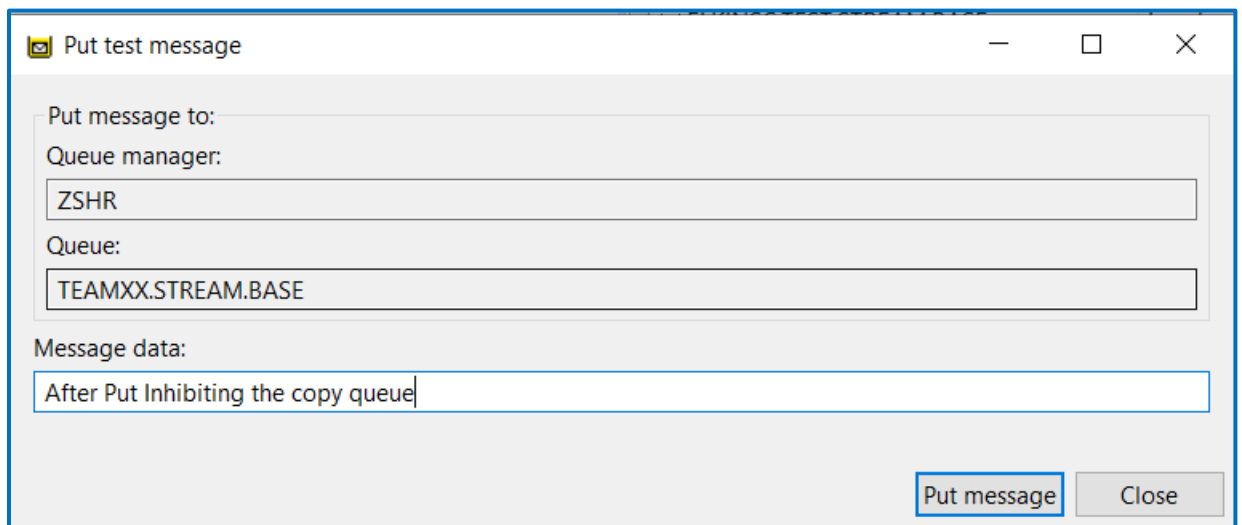 Put test message
Put message to:
Queue manager:
ZSHR
Queue:
TEAMXX.STREAM.BASE
Message data:
After Put Inhibiting the copy queue
Put message
Close